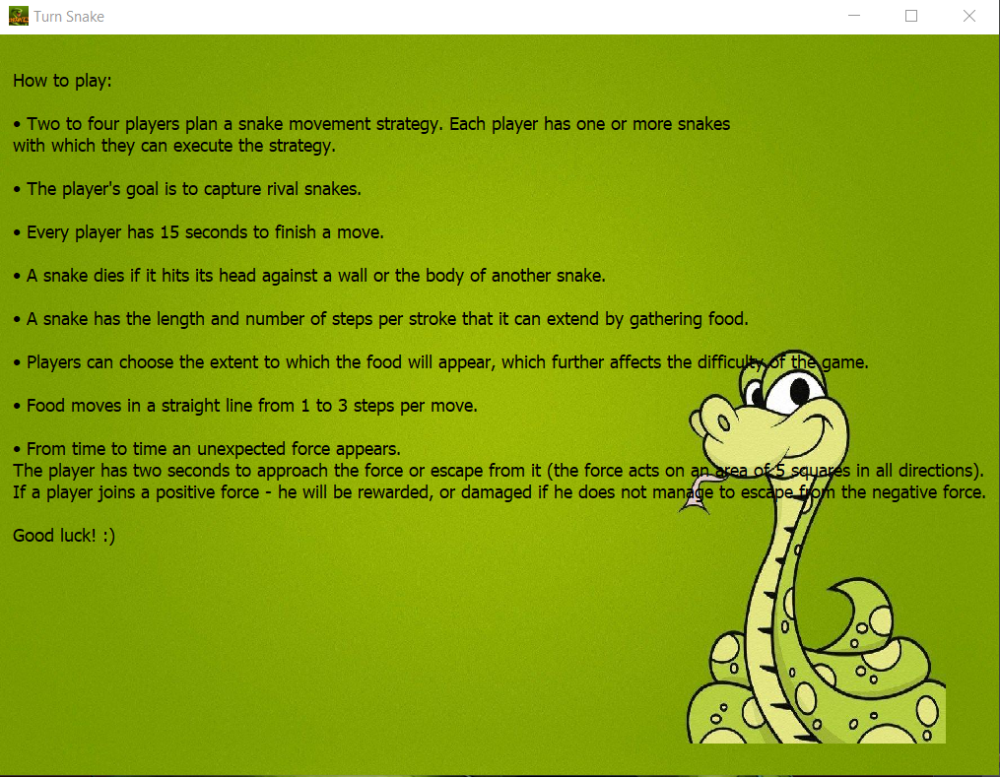 Turn Snake
How to play:
• Two to four players plan a snake movement strategy. Each player has one or more snakes
with which they can execute the strategy.
• The player's goal is to capture rival snakes.
• Every player has 15 seconds to finish a move.
• A snake dies if it hits its head against a wall or the body of another snake.
• A snake has the length and number of steps per stroke that it can extend by gathering food.
• Players can choose the extent to which the food will appear, which further affects the difficulty of the game.
• Food moves in a straight line from 1 to 3 steps per move.
• From time to time an unexpected force appears.
The player has two seconds to approach the force or escape from it (the force acts on an area of 5 squares in all directions).
If a player joins a positive force - he will be rewarded, or damaged if he does not manage to escape from the negative force.
Good luck! :)